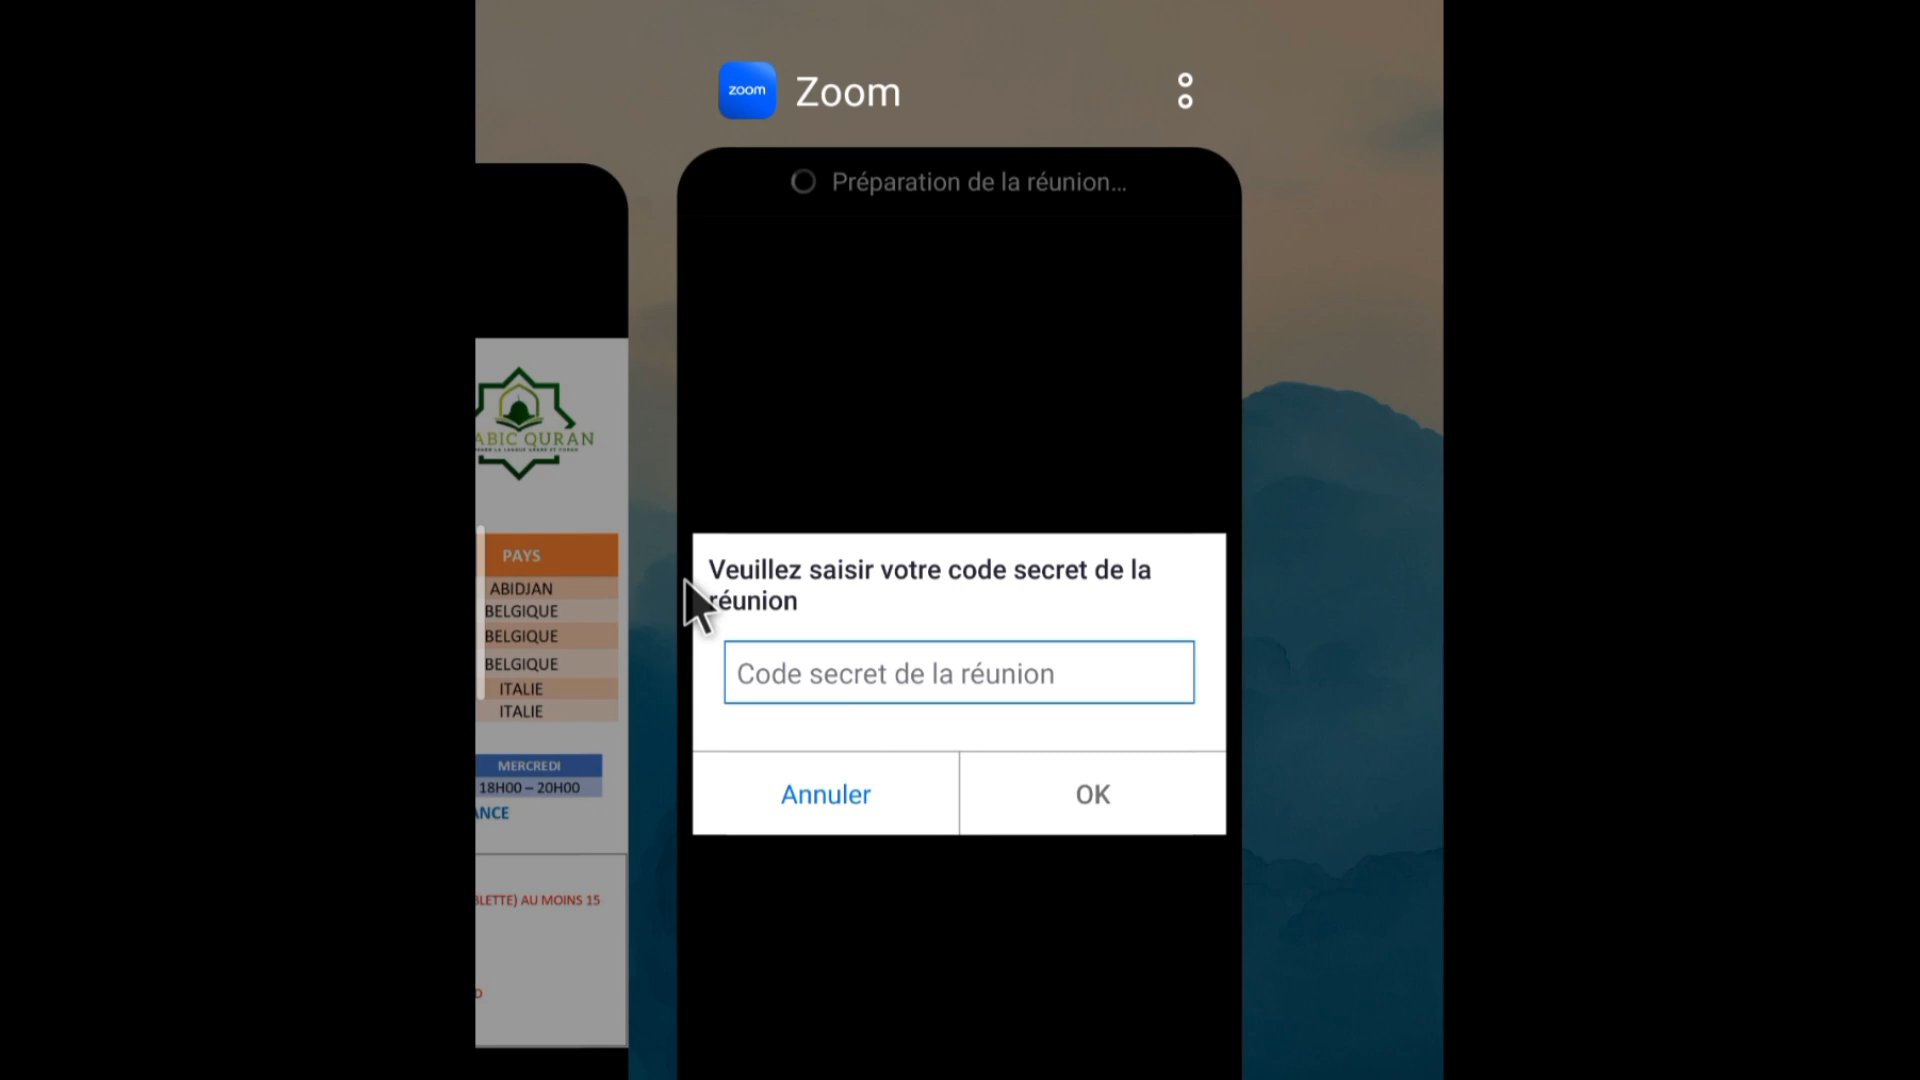 zoom
Zoom
Préparation de la réunion...
ABIC QURAN
PAYS
ABIDJAN
BELGIQUE
BELGIQUE
BELGIQUE
ITALIE
ITALIE
MERCREDI
18H00 – 20H00
ANCE
BLETTE) AU MOINS 15
Veuillez saisir votre code secret de la
réunion
Code secret de la réunion
Annuler
OK